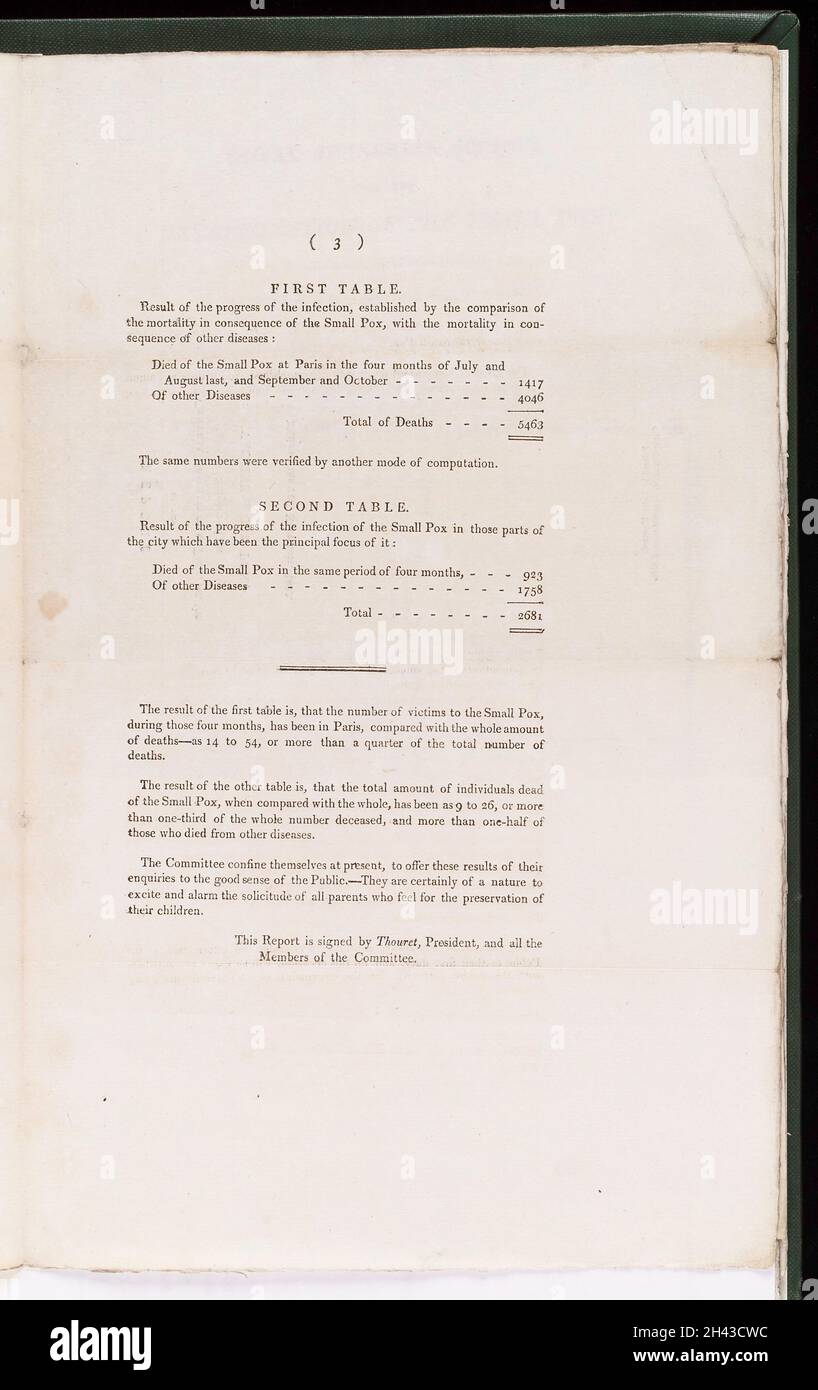 ( 3 )
FIRST TABLE.
Result of the progress of the infection, established by the comparison of
the mortality in consequence of the Small Pox, with the mortality in con-
sequence of other diseases :
Died of the Small Pox at Paris in the four months of July and
August last, and September and October - - - - - - - 1417
Of other Diseases - - - - - - - - - - - - - - 4046
Total of Deaths - - - - 5463
The same numbers were verified by another mode of computation.
SECOND TABLE.
Result of the progress of the infection of the Small Pox in those parts of
the city which have been the principal focus of it :
Died of the Small Pox in the same period of four months, - - - 923
Of other Diseases - - - - - - - - - - - - - - 1758
Total - - - - - - - - 2681
The result of the first table is, that the number of victims to the Small Pox,
during those four months, has been in Paris, compared with the whole amount
of deaths—as 14 to 54, or more than a quarter of the total number of
deaths.
The result of the other table is, that the total amount of individuals dead
of the Small Pox, when compared with the whole, has been as 9 to 26, or more
than one-third of the whole number deceased, and more than one-half of
those who died from other diseases.
The Committee confine themselves at present, to offer these results of their
enquiries to the good sense of the Public.—They are certainly of a nature to
excite and alarm the solicitude of all parents who feel for the preservation of
their children.
This Report is signed by Thouret, President, and all the
Members of the Committee.
alamy
alamy
alamy
alamy
Image ID: 2H43CWC
www.alamy.com